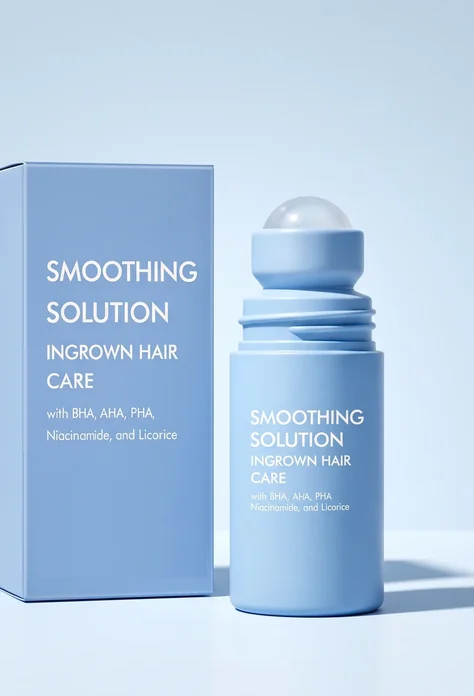 SMOOTHING
SOLUTION
INGROWN HAIR
CARE
with BHA, AHA, PHA,
Niacinamide, and Licorice
SMOOTHING
SOLUTION
INGROWN HAIR
CARE
with BHA, AHA, PHA
Niacinamide, and Licorice